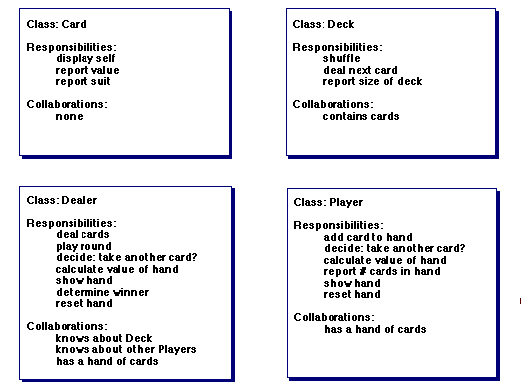 Class: Card
Responsibilities:
display self
report value
report suit
Collaborations:
none
Class: Deck
Responsibilities:
shuffle
deal next card
report size of deck
Collaborations:
contains cards
Class: Dealer
Responsibilities:
deal cards
play round
decide: take another card?
calculate value of hand
show hand
determine winner
reset hand
Collaborations:
knows about Deck
knows about other Players
has a hand of cards
Class: Player
Responsibilities:
add card to hand
decide: take another card?
calculate value of hand
report # cards in hand
show hand
reset hand
Collaborations:
has a hand of cards